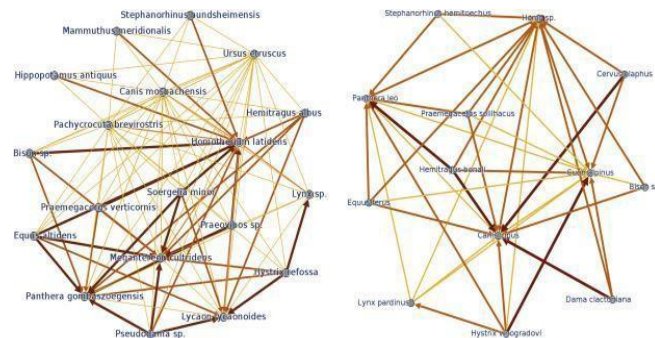 Stephanorhinus hundsheimensis
Mammuthus meridionalis
Ursus etruscus
Hippopotamus antiquus
Canis mosbachensis
Hemitragus albus
Pachycrocuta brevirostris
Homotherium latidens
Bison sp.
Soergelia minor
Lynx sp.
Praemegaceros verticornis
Praeovibos sp.
Equus altidens
Megantereon cultridens
Hystrix refossa
Panthera gombaszoegensis
Lycaon lycaonoides
Pseudodama sp.
Stephanorhinus hemitoechus
Homo sp.
Cervus elaphus
Panthera leo
Praemegaceros solilhacus
Hemitragus bonali
Cuon alpinus
Bison s
Equus ferus
Canis lupus
Lynx pardinus
Dama clactoniana
Hystrix vinogradovi